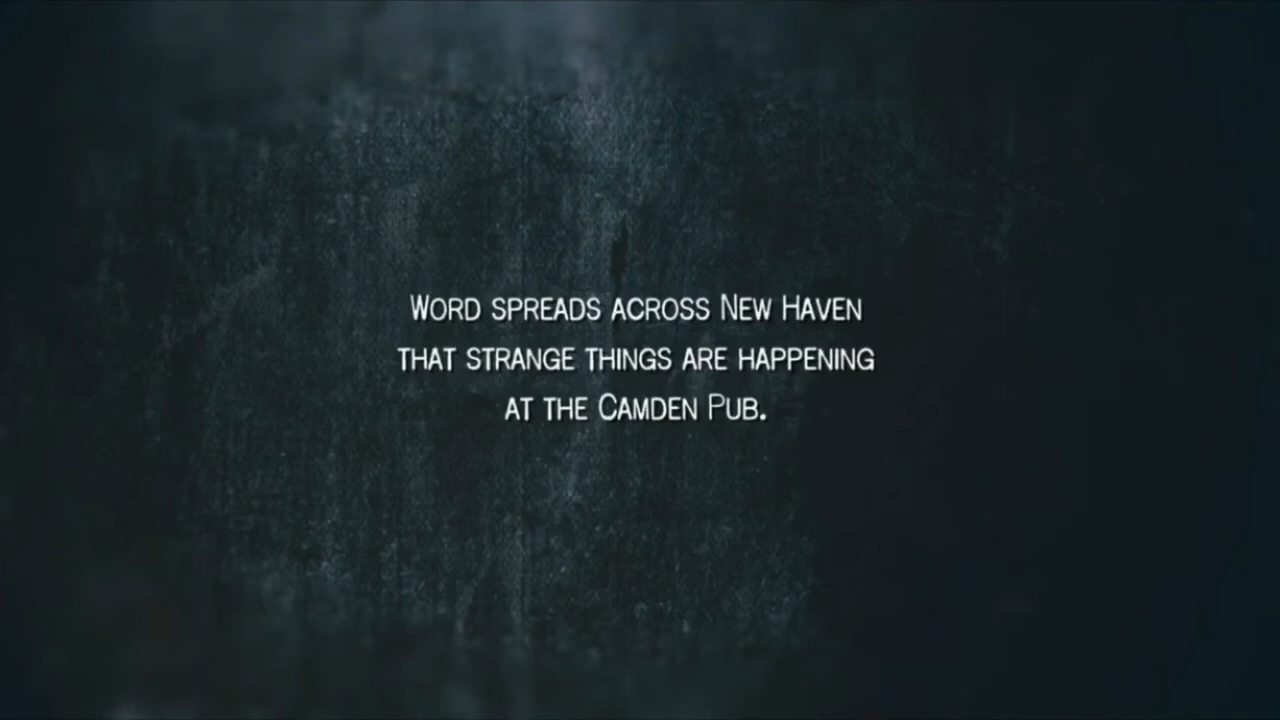 Word spreads across New Haven
that strange things are happening
at the Camden Pub.